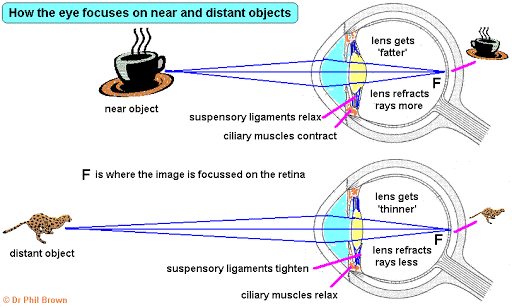 How the eye focuses on near and distant objects
lens gets
'fatter'
F
near object
lens refracts
rays more
suspensory ligaments relax
ciliary muscles contract
F is where the image is focussed on the retina
lens gets
'thinner'
F
distant object
lens refracts
rays less
suspensory ligaments tighten
ciliary muscles relax
© Dr Phil Brown